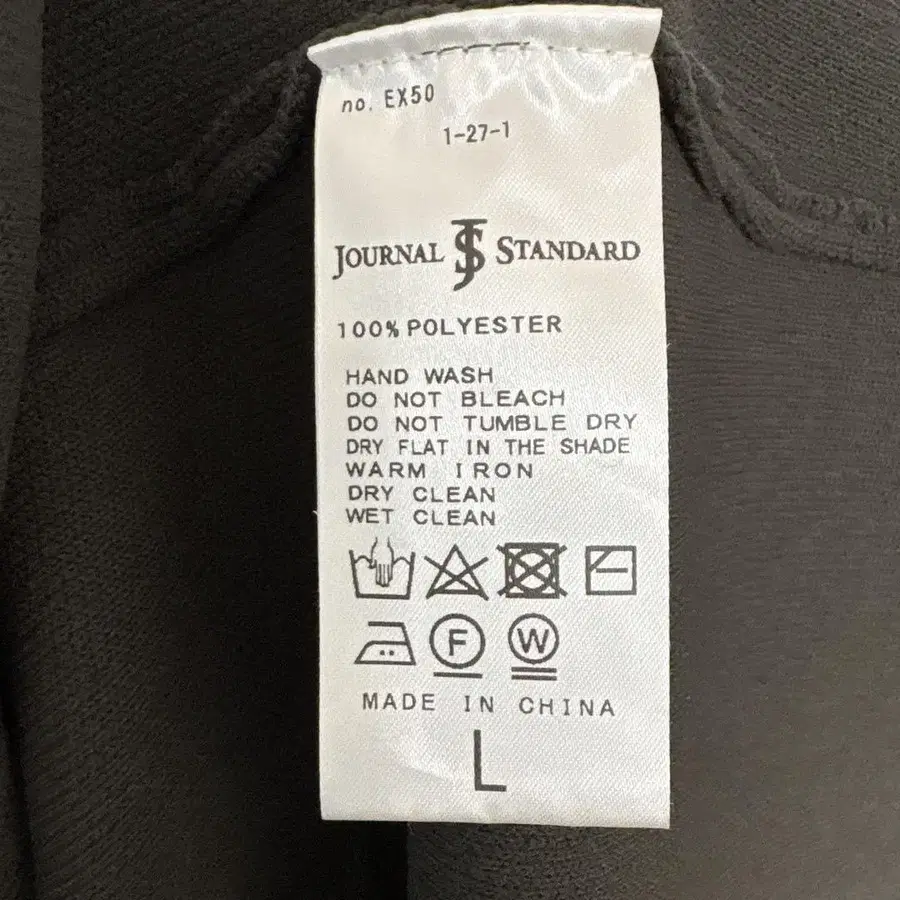 no. EX50
1-27-1
JOURNAL JS STANDARD
100% POLYESTER
HAND WASH
DO NOT BLEACH
DO NOT TUMBLE DRY
DRY FLAT IN THE SHADE
WARM IRON
DRY CLEAN
WET CLEAN
F W
MADE IN CHINA
L